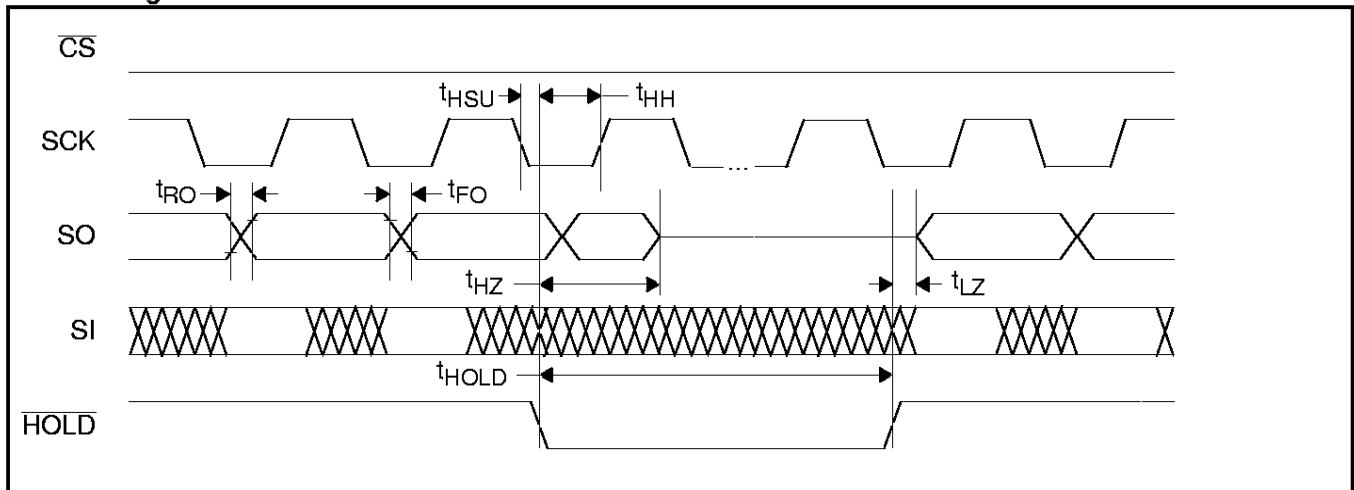 CS
tHSU
tHH
SCK
...
tRO
tFO
SO
tHZ
tLZ
SI
tHOLD
HOLD